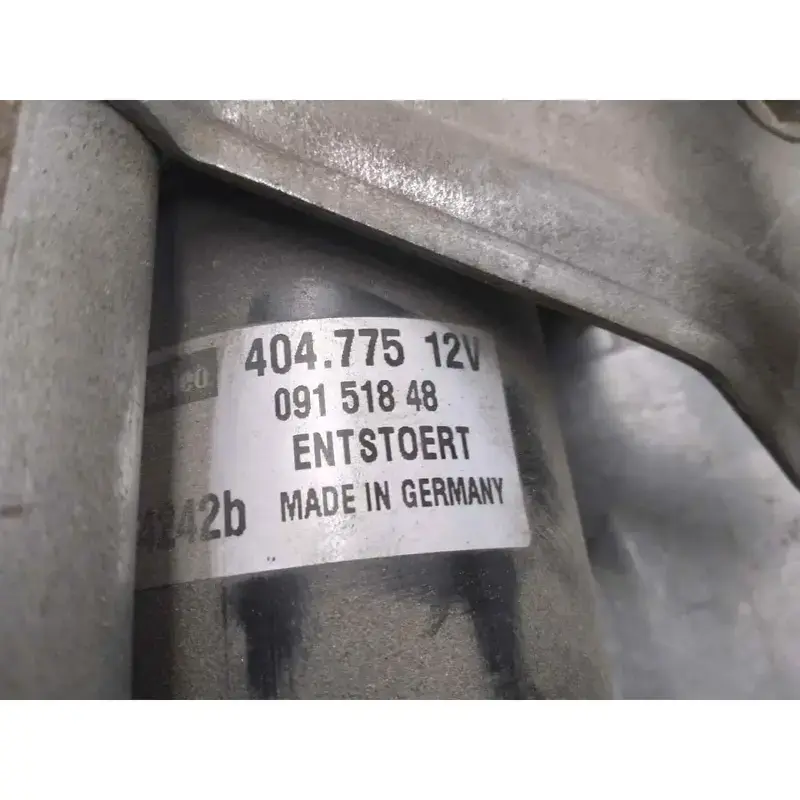 404.775 12V
091 518 48
ENTSTOERT
MADE IN GERMANY